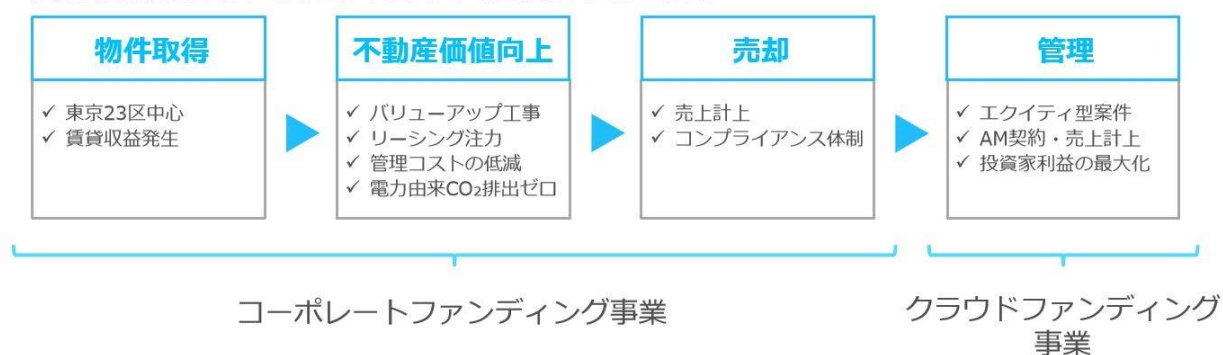 物件取得
✓ 東京23区中心
✓ 賃貸収益発生
不動産価値向上
✓ バリューアップ工事
✓ リーシング注力
✓ 管理コストの低減
✓ 電力由来CO₂排出ゼロ
売却
✓ 売上計上
✓ コンプライアンス体制
管理
✓ エクイティ型案件
✓ AM契約・売上計上
✓ 投資家利益の最大化
コーポレートファンディング事業
クラウドファンディング
事業